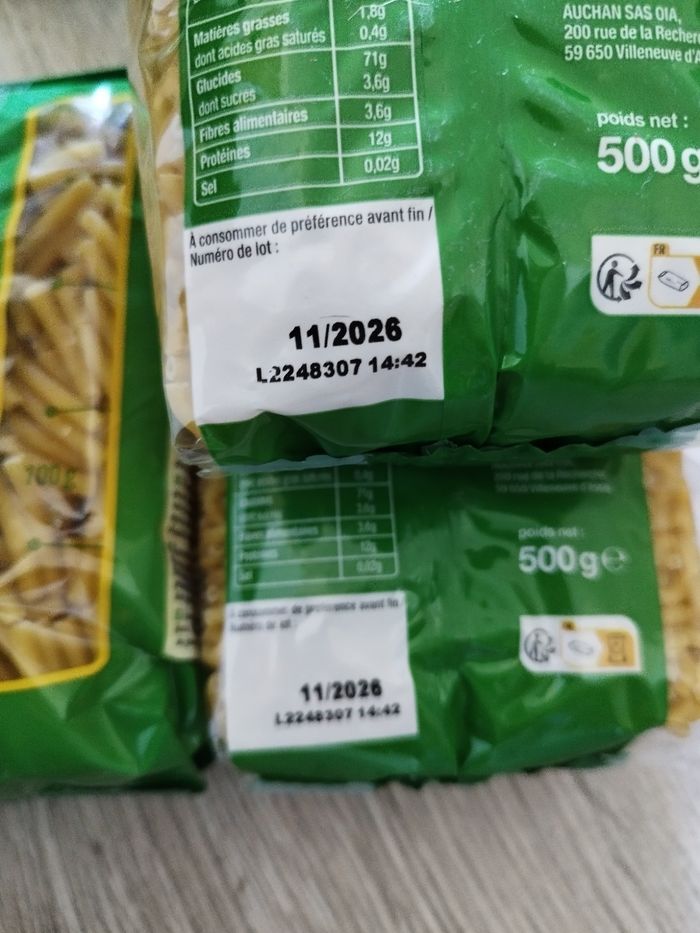 Matières grasses 1,8g
dont acides gras saturés 0,4g
Glucides 71g
dont sucres 3,6g
Fibres alimentaires 3,6g
Protéines 12g
Sel 0,02g
À consommer de préférence avant fin /
Numéro de lot :
11/2026
L2248307 14:42
AUCHAN SAS OIA,
200 rue de la Recher
59 650 Villeneuve d'A
poids net :
500g
FR
poids net :
500g e
11/2026
L2248307 14:42